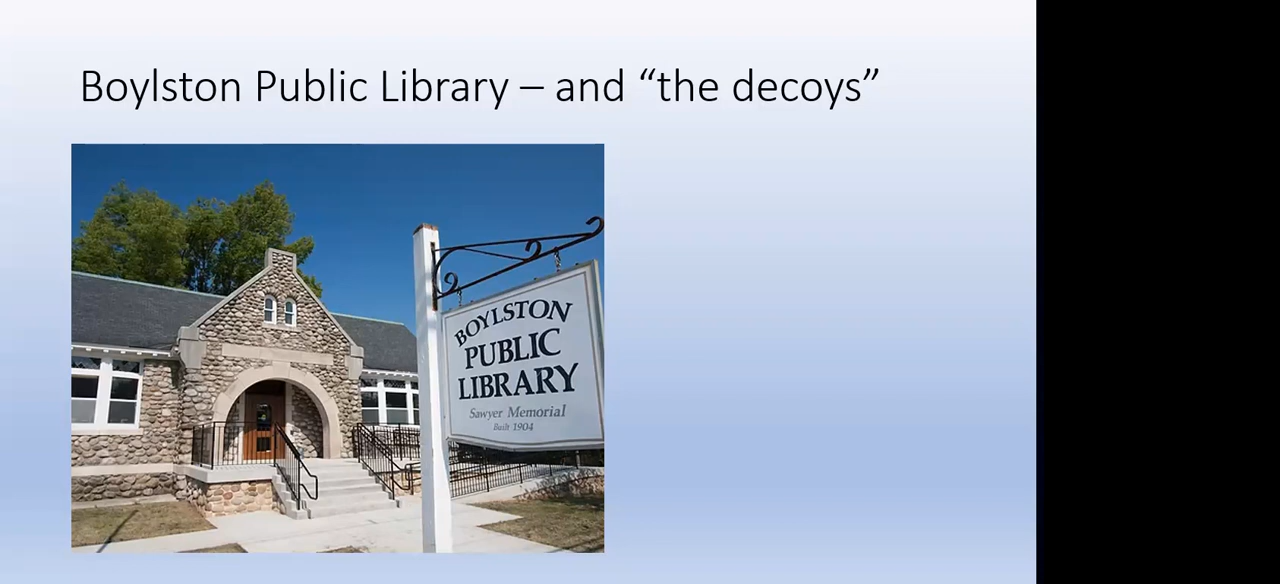 Boylston Public Library – and “the decoys”
BOYLSTON
PUBLIC
LIBRARY
Sawyer Memorial
Built 1904